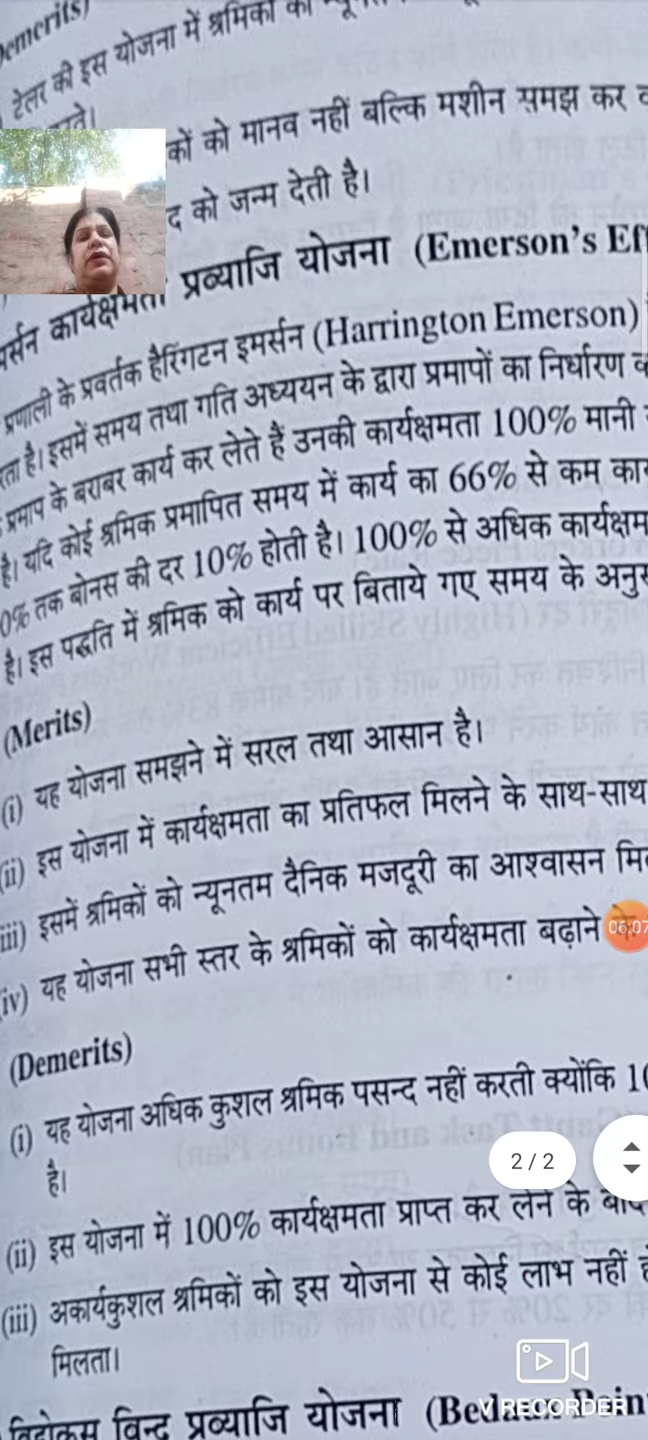 emerits)
टेलर की इस योजना में श्रमिकों का
कों को मानव नहीं बल्कि मशीन समझ कर
द को जन्म देती है।
र्सन कार्यक्षमता प्रव्याजि योजना (Emerson's Ef
प्रणाली के प्रवर्तक हैरिंगटन इमर्सन (Harrington Emerson)
ता है। इसमें समय तथा गति अध्ययन के द्वारा प्रमापों का निर्धारण
प्रमाप के बराबर कार्य कर लेते हैं उनकी कार्यक्षमता 100% मानी
है। यदि कोई श्रमिक प्रमापित समय में कार्य का 66% से कम का
0% तक बोनस की दर 10% होती है। 100% से अधिक कार्यक्षम
है। इस पद्धति में श्रमिक को कार्य पर बिताये गए समय के अनु
(Merits)
(i) यह योजना समझने में सरल तथा आसान है।
(ii) इस योजना में कार्यक्षमता का प्रतिफल मिलने के साथ-साथ
iii) इसमें श्रमिकों को न्यूनतम दैनिक मजदूरी का आश्वासन मि
iv) यह योजना सभी स्तर के श्रमिकों को कार्यक्षमता बढ़ाने के
06:07
(Demerits)
(i) यह योजना अधिक कुशल श्रमिक पसन्द नहीं करती क्योंकि 10
है।
2 / 2
(ii) इस योजना में 100% कार्यक्षमता प्राप्त कर लेने के बाद
(iii) अकार्यकुशल श्रमिकों को इस योजना से कोई लाभ नहीं
मिलता।
V RECORDER
प्रव्याजि योजना (Bedaux Poin